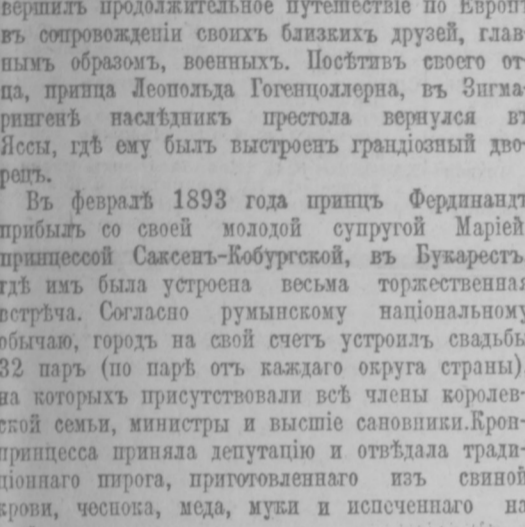 вершилъ продолжительное путешествіе по Европ
въ сопровожденіи своихъ близкихъ друзей, глав
нымъ образомъ, военныхъ. Посѣтивъ своего от-
ца, принца Леопольда Гогенцоллерна, въ Зигма-
рингенѣ наслѣдникъ престола вернулся въ
Яссы, гдѣ ему былъ выстроенъ грандіозный дво-
рецъ.
Въ февралѣ 1893 года принцъ Фердинандъ
прибылъ со своей молодой супругой Маріей
принцессой Саксенъ-Кобургской, въ Букарестъ
гдѣ имъ была устроена весьма торжественная
встрѣча. Согласно румынскому національному
обычаю, городъ на свой счетъ устроилъ свадьбы
32 паръ (по парѣ отъ каждаго округа страны),
на которыхъ присутствовали всѣ члены королев-
ской семьи, министры и высшіе сановники.Крон-
принцесса приняла депутацію и отвѣдала тради-
ціоннаго пирога, приготовленнаго изъ свиной
крови, чеснока, меда, муки и испеченнаго на